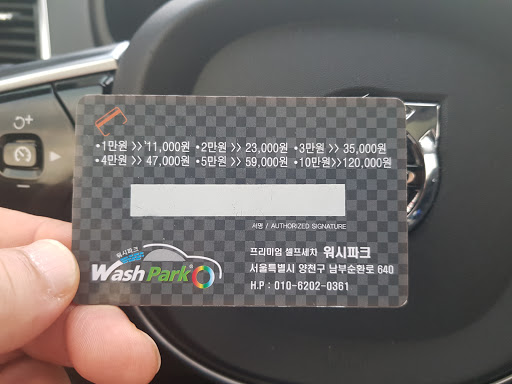 •1만원 >> 11,000원 •2만원 >> 23,000원 •3만원 >> 35,000원
•4만원 >> 47,000원 •5만원 >> 59,000원 •10만원>>120,000원
서명 / AUTHORIZED SIGNATURE
워시파크
Wash Park
프리미엄 셀프세차 워시파크
서울특별시 양천구 남부순환로 640
H.P : 010-6202-0361